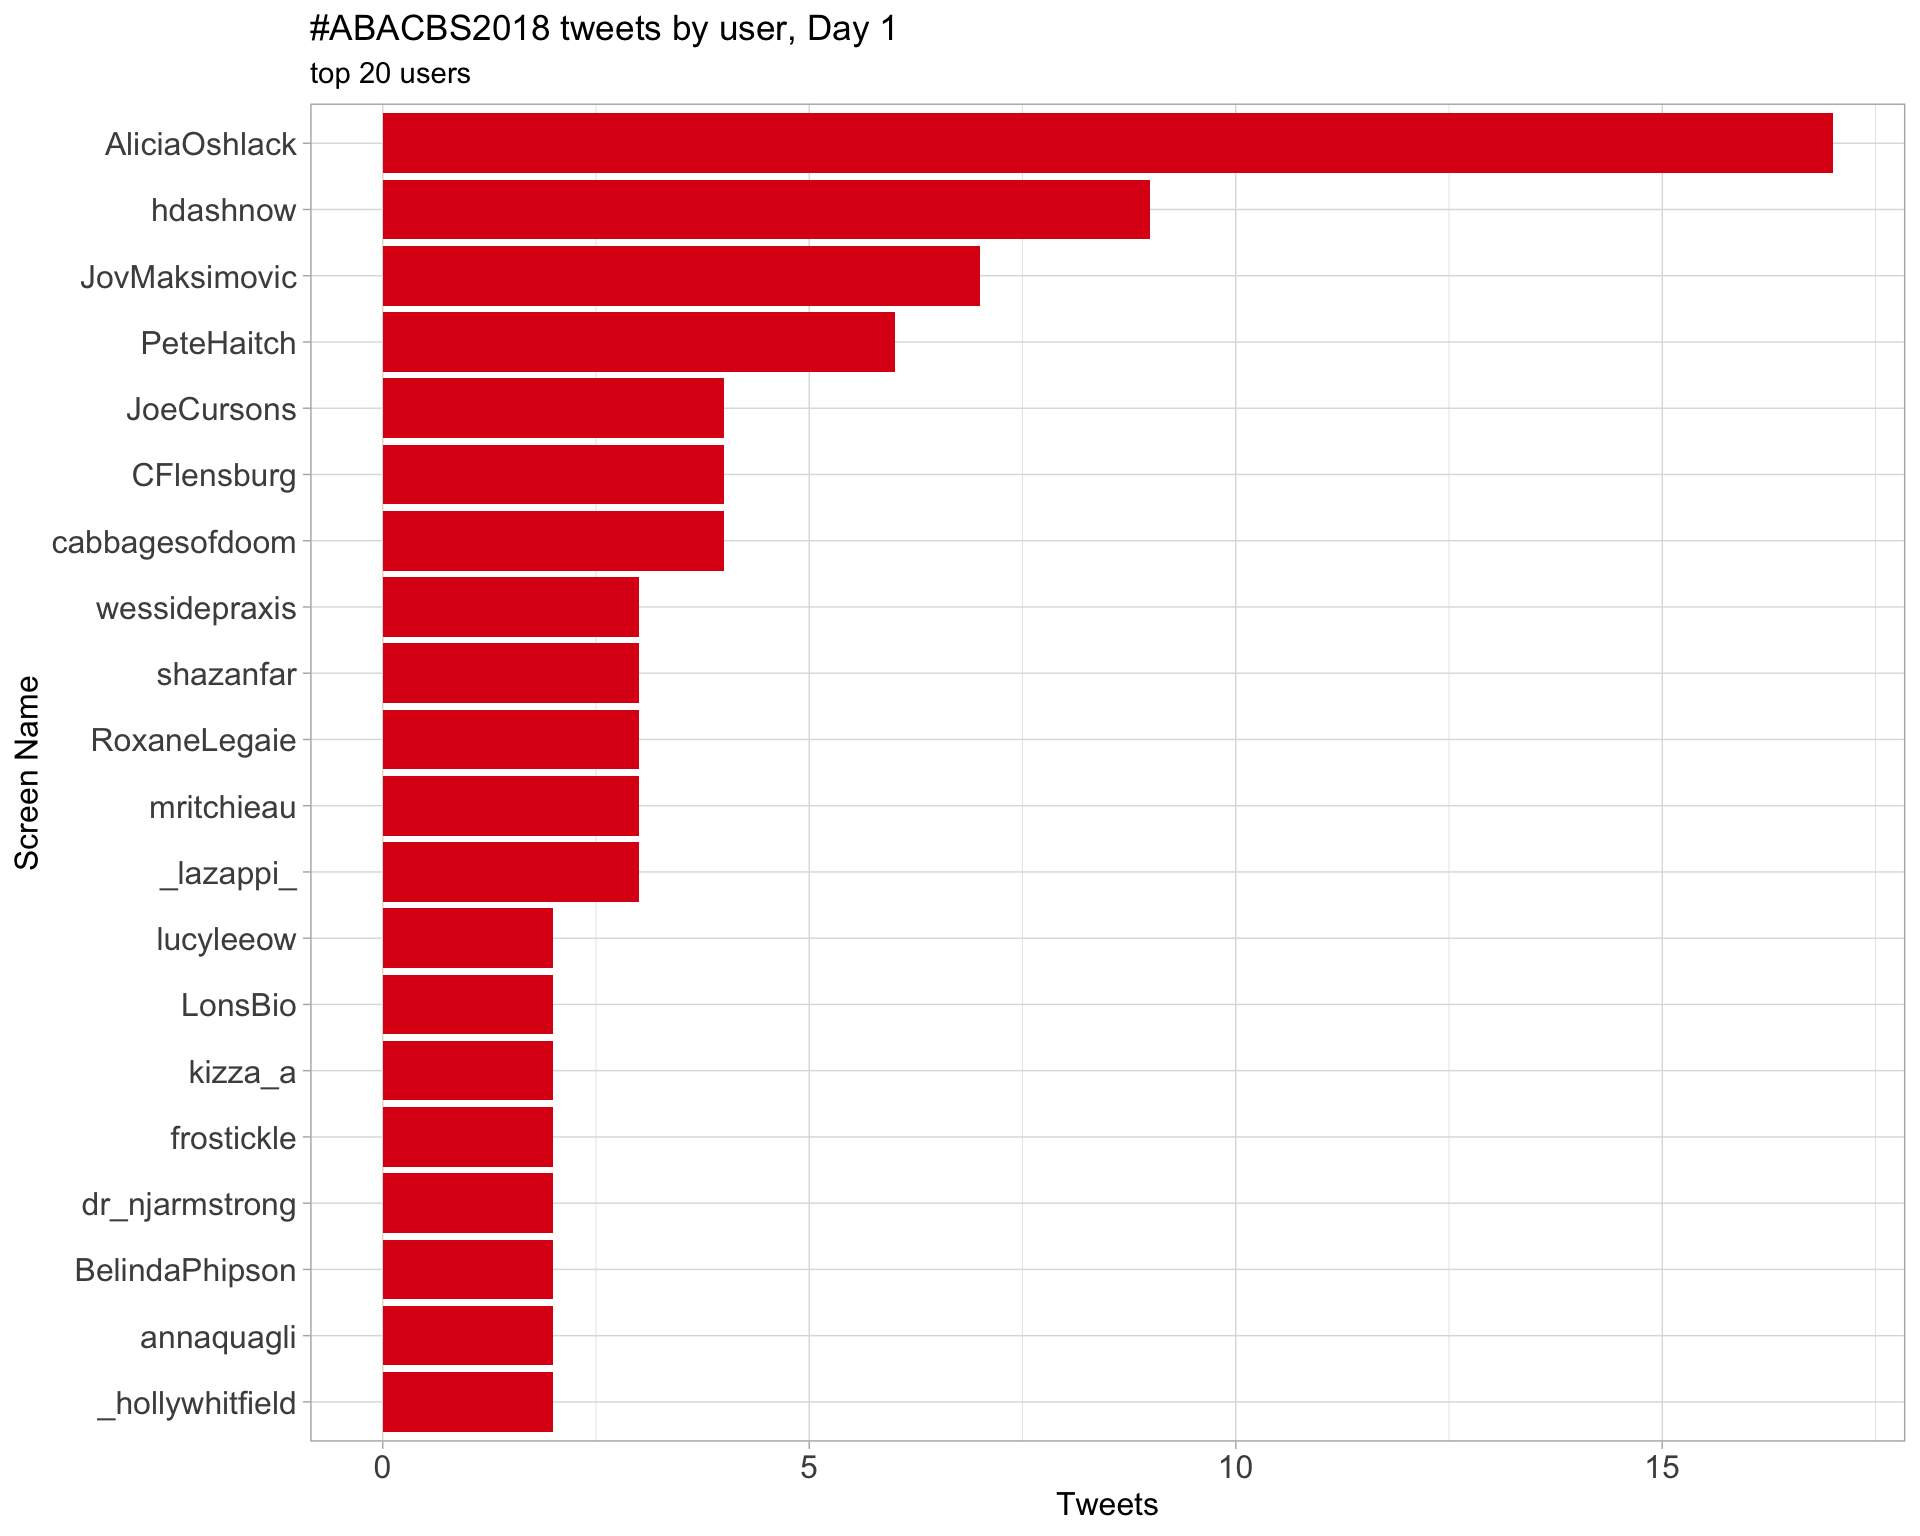 #ABACBS2018 tweets by user, Day 1
top 20 users
Screen Name
AliciaOshlack
hdashnow
JovMaksimovic
PeteHaitch
JoeCursons
CFlensburg
cabbagesofdoom
wessidepraxis
shazanfar
RoxaneLegaie
mritchieau
_lazappi_
lucyleeow
LonsBio
kizza_a
frostickle
dr_njarmstrong
BelindaPhipson
annaquagli
_hollywhitfield
0 5 10 15
Tweets